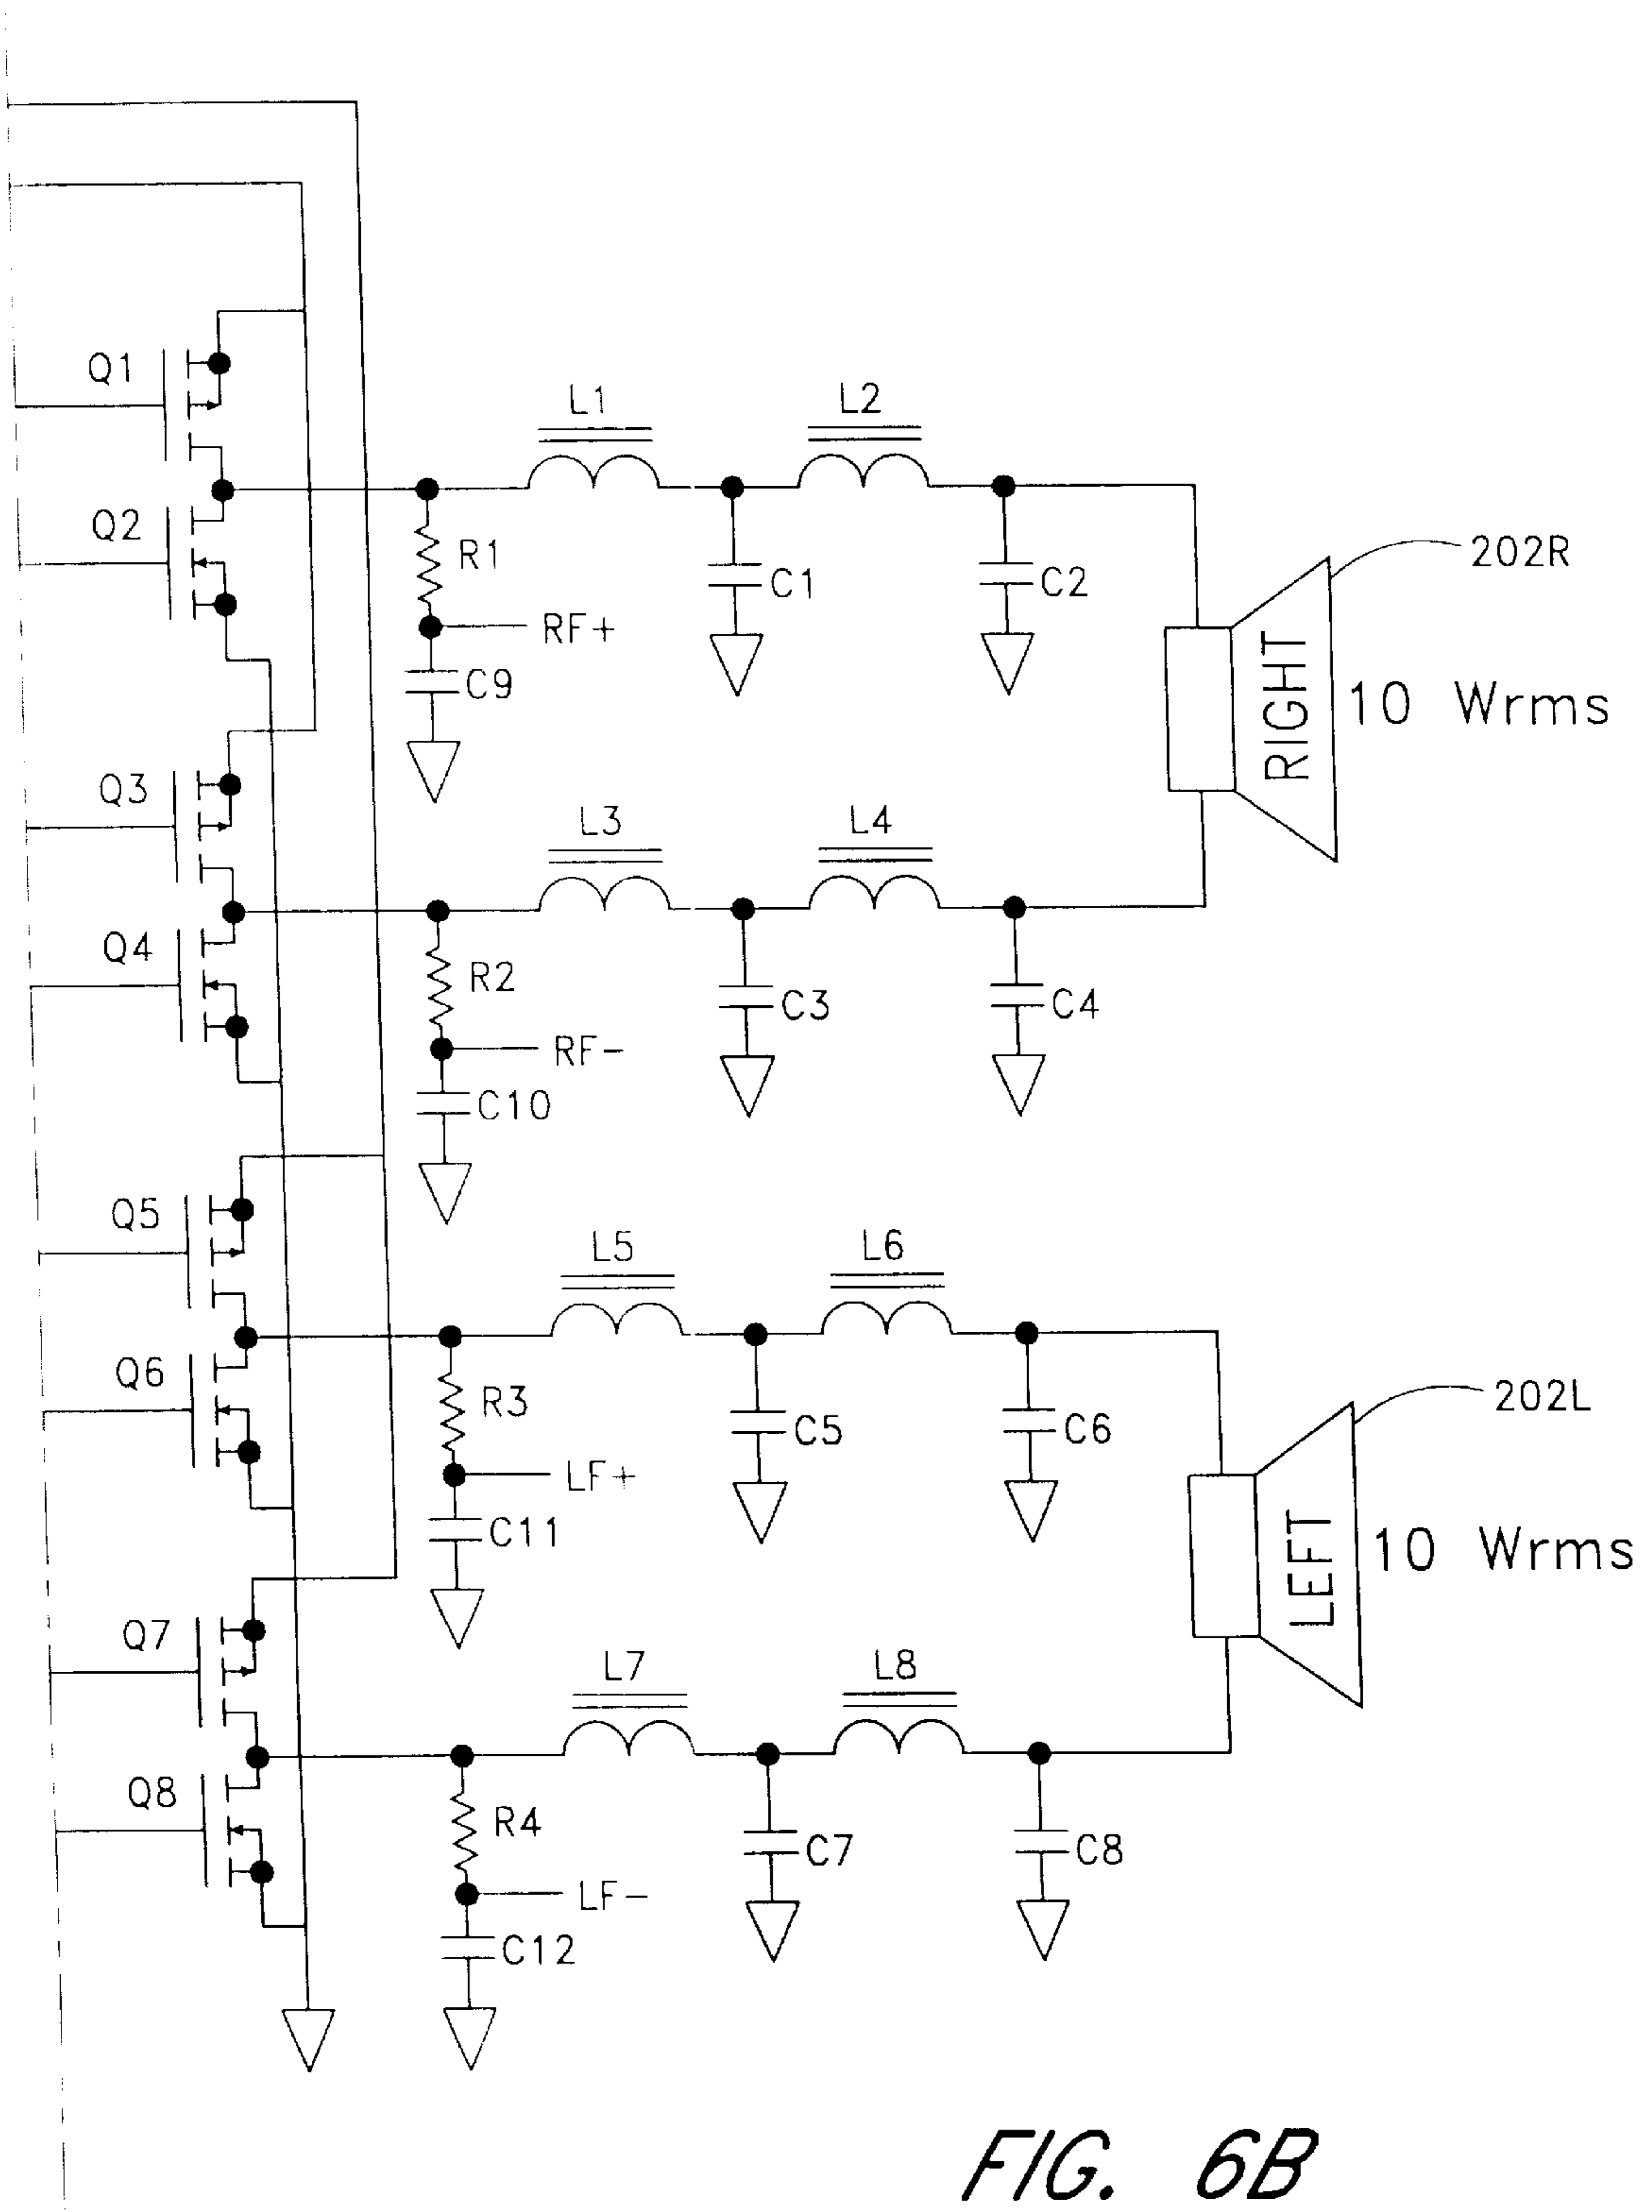 Q1
L1
L2
Q2
R1
C1
C2
202R
RF+
C9
RIGHT
10 Wrms
Q3
L3
L4
Q4
R2
C3
C4
RF-
C10
Q5
L5
L6
Q6
R3
C5
C6
202L
LF+
C11
LEFT
10 Wrms
Q7
L7
L8
Q8
R4
C7
C8
LF-
C12
FIG. 6B